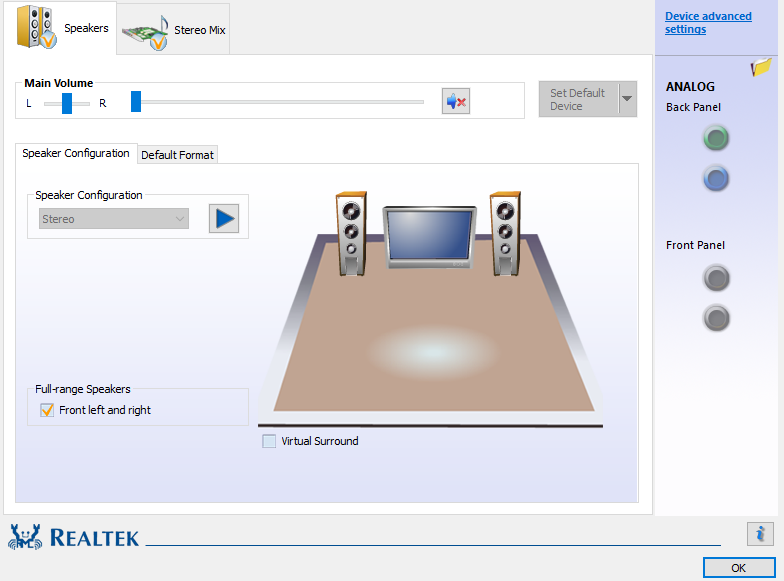 Speakers
Stereo Mix
Device advanced
settings
Main Volume
L
R
Set Default
Device
ANALOG
Back Panel
Speaker Configuration
Default Format
Speaker Configuration
Stereo
Front Panel
Full-range Speakers
Front left and right
Virtual Surround
REALTEK
OK